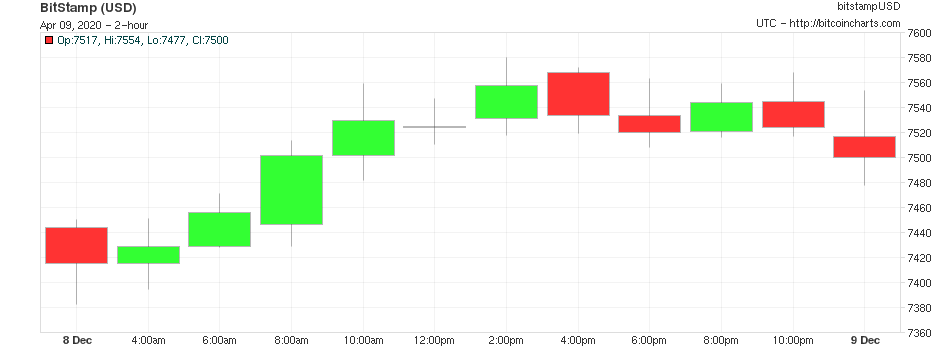 BitStamp (USD)
bitstampUSD
Apr 09, 2020 - 2-hour
UTC - http://bitcoincharts.com
Op:7517, Hi:7554, Lo:7477, Cl:7500
7600
7580
7560
7540
7520
7500
7480
7460
7440
7420
7400
7380
7360
8 Dec 4:00am 6:00am 8:00am 10:00am 12:00pm 2:00pm 4:00pm 6:00pm 8:00pm 10:00pm 9 Dec